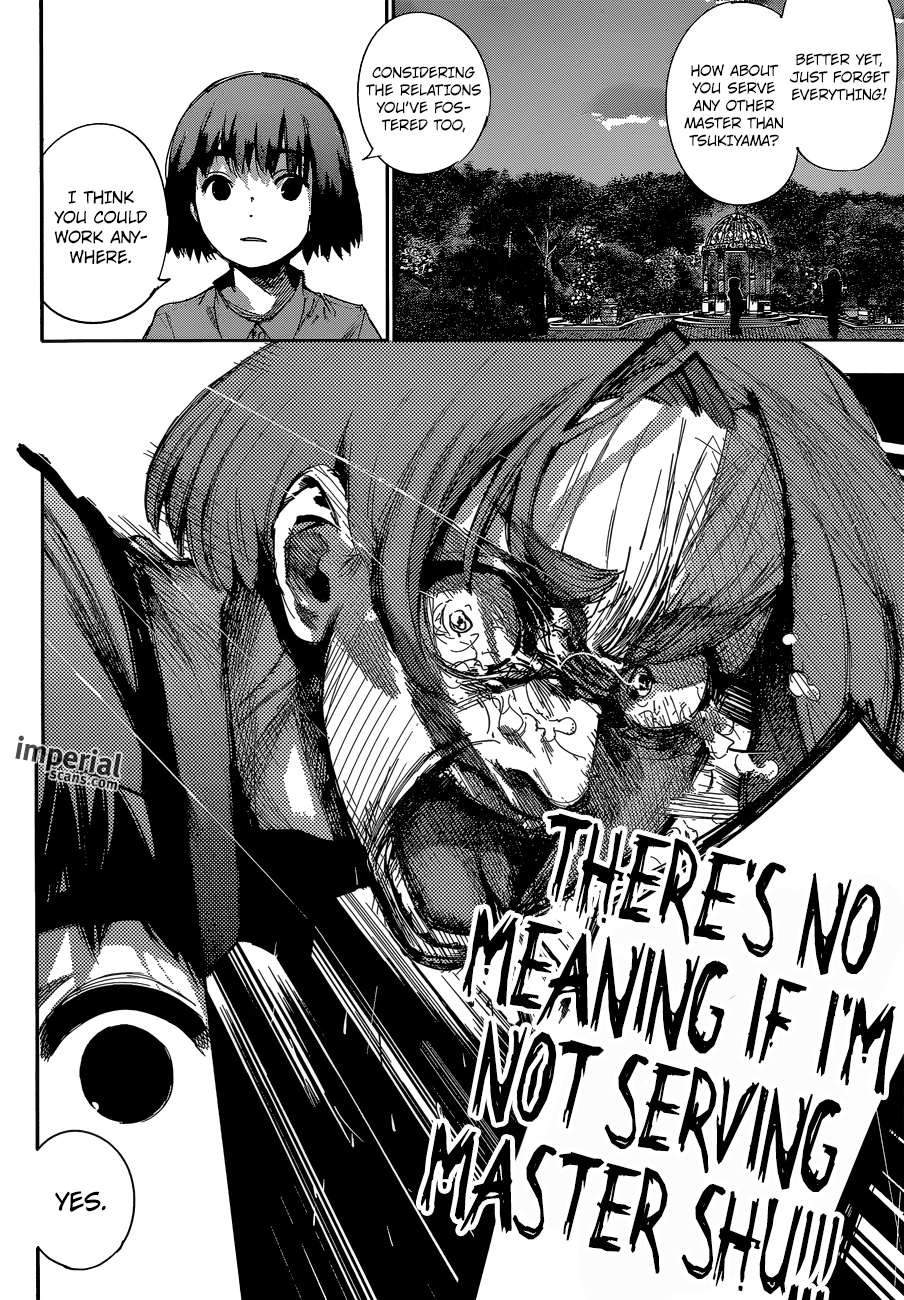 BETTER YET,
JUST FORGET
EVERYTHING!
HOW ABOUT
YOU SERVE
ANY OTHER
MASTER THAN
TSUKIYAMA?
CONSIDERING
THE RELATIONS
YOU'VE FOS-
TERED TOO,
I THINK
YOU COULD
WORK ANY-
WHERE.
THERE'S NO
MEANING IF I'M
NOT SERVING
MASTER SHU!!!!
YES.
imperial
-scans.com